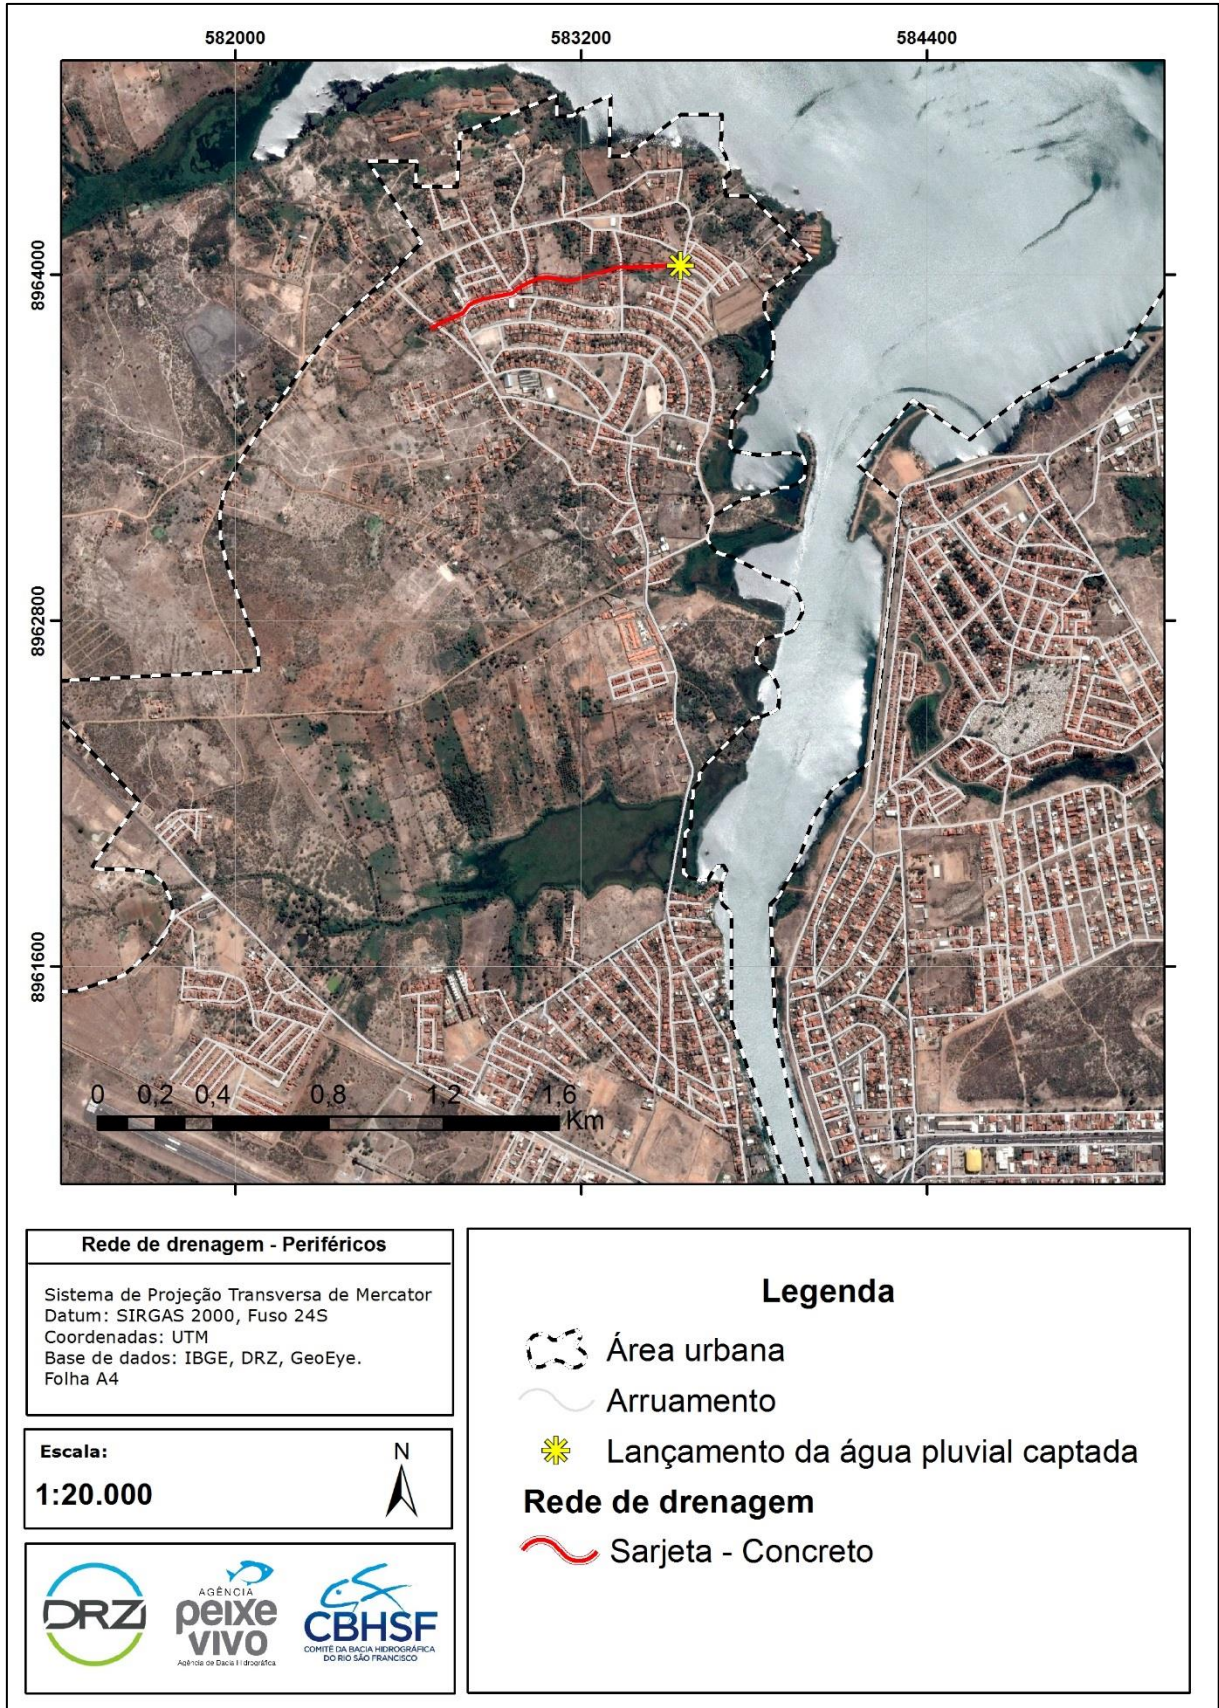 582000 583200 584400
8964000
8962800
8961600
0 0,2 0,4 0,8 1,2 1,6
Km
Rede de drenagem - Periféricos
Sistema de Projeção Transversa de Mercator
Datum: SIRGAS 2000, Fuso 24S
Coordenadas: UTM
Base de dados: IBGE, DRZ, GeoEye.
Folha A4
Escala:
1:20.000
N
DRZ
AGÊNCIA
peixe
vivo
Agência de Bacia Hidrográfica
CBHSF
COMITÊ DA BACIA HIDROGRÁFICA
DO RIO SÃO FRANCISCO
Legenda
Área urbana
Arruamento
Lançamento da água pluvial captada
Rede de drenagem
Sarjeta - Concreto